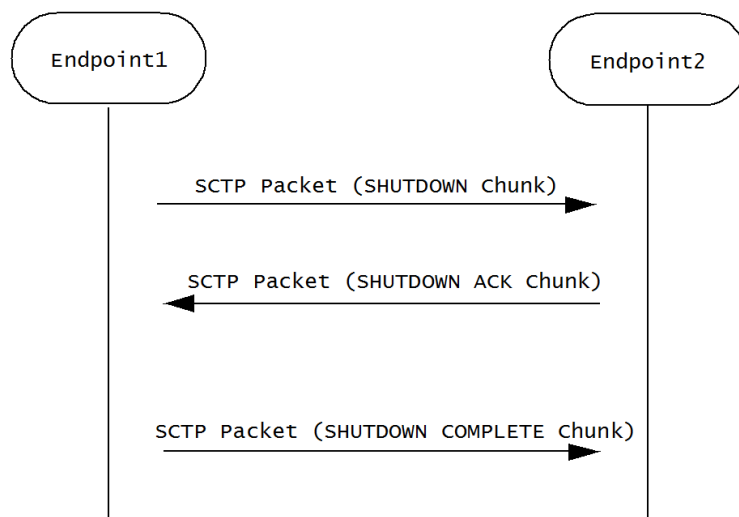 Endpoint1
Endpoint2
SCTP Packet (SHUTDOWN Chunk)
SCTP Packet (SHUTDOWN ACK Chunk)
SCTP Packet (SHUTDOWN COMPLETE Chunk)